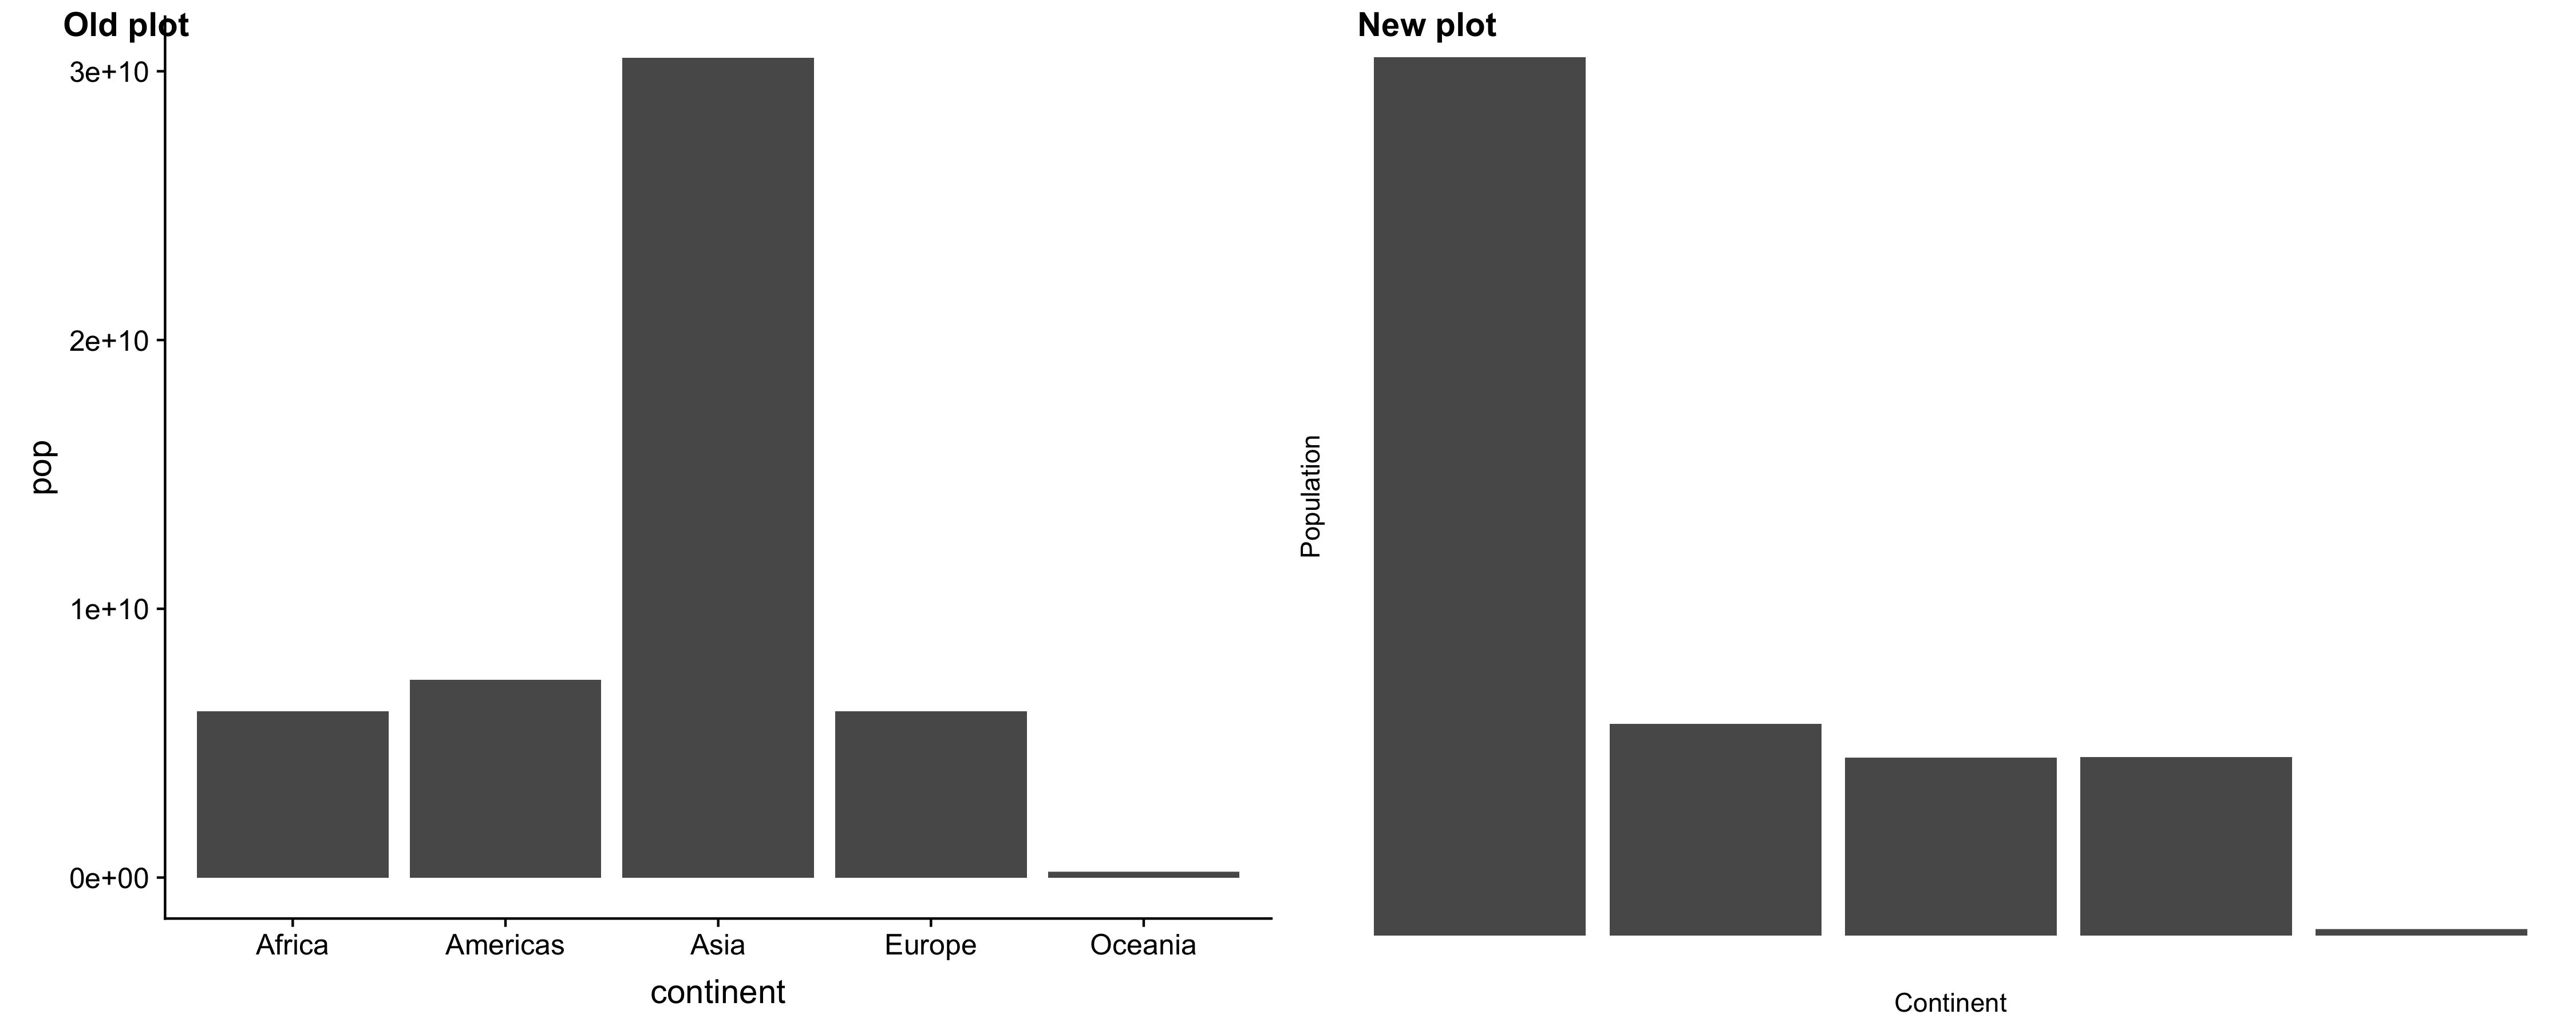 Old plot
3e+10
2e+10
1e+10
0e+00
pop
Africa Americas Asia Europe Oceania
continent
New plot
Population
Continent